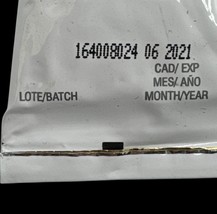 164008024 06 2021
CAD/ EXP
MES/ AÑO
LOTE/BATCH MONTH/YEAR